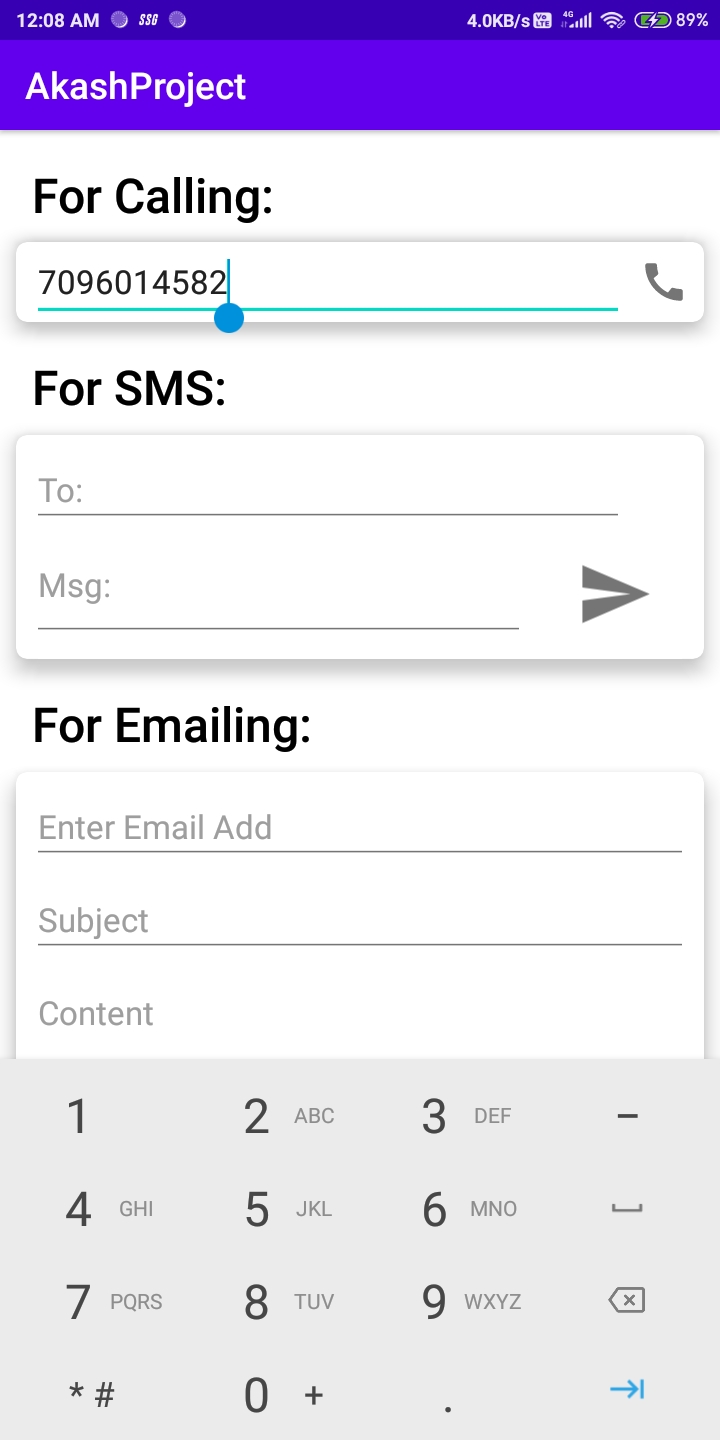 12:08 AM SSG 4.0KB/s Vo LTE 4G 89%
AkashProject
For Calling:
7096014582
For SMS:
To:
Msg:
For Emailing:
Enter Email Add
Subject
Content
1 2 ABC 3 DEF –
4 GHI 5 JKL 6 MNO
7 PQRS 8 TUV 9 WXYZ
* # 0 + .